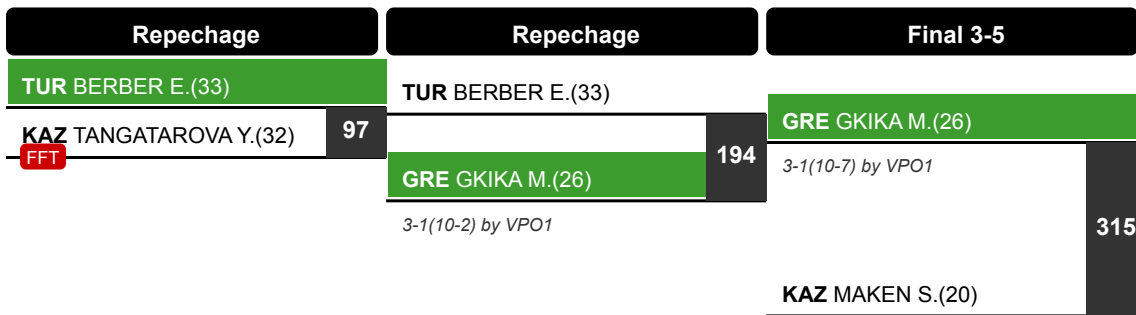 Repechage
TUR BERBER E.(33)
KAZ TANGATAROVA Y.(32)
FFT
97
Repechage
TUR BERBER E.(33)
GRE GKIKA M.(26)
194
3-1(10-2) by VPO1
Final 3-5
GRE GKIKA M.(26)
3-1(10-7) by VPO1
315
KAZ MAKEN S.(20)